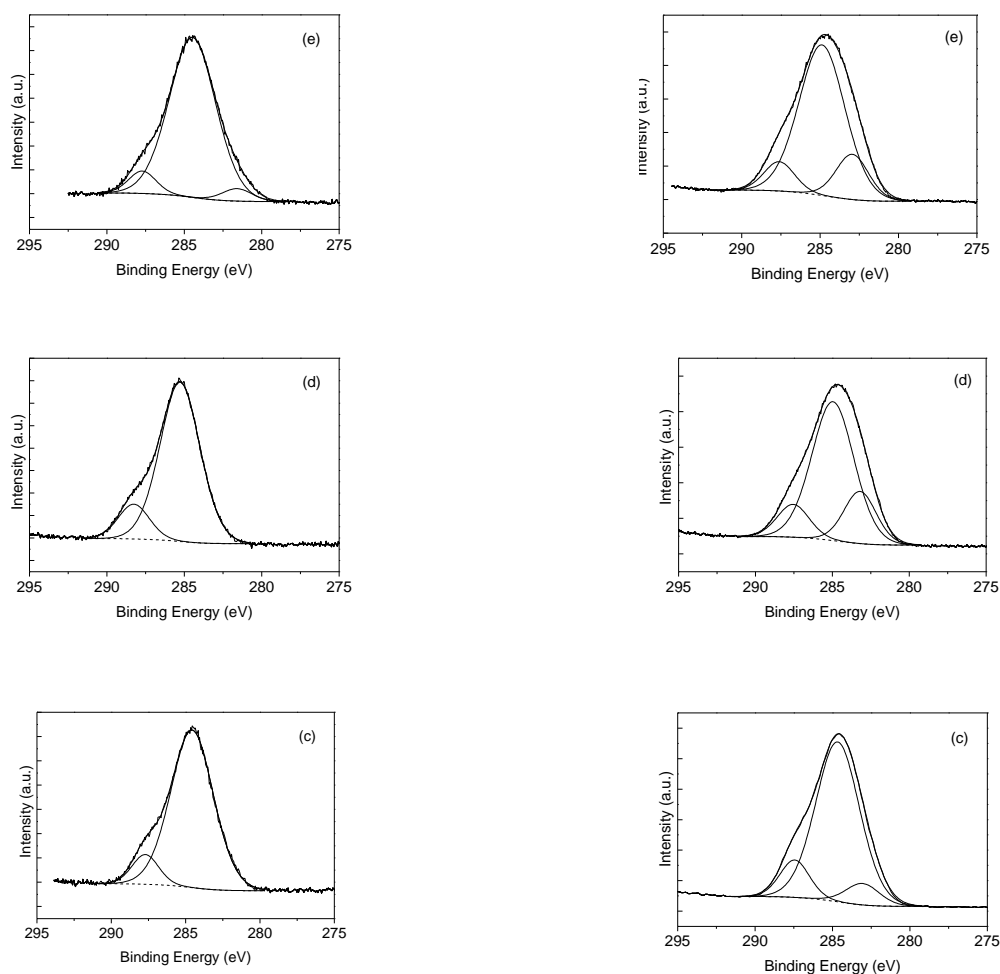 (e)
Intensity (a.u.)
295 290 285 280 275
Binding Energy (eV)
(e)
Intensity (a.u.)
295 290 285 280 275
Binding Energy (eV)
(d)
Intensity (a.u.)
295 290 285 280 275
Binding Energy (eV)
(d)
Intensity (a.u.)
295 290 285 280 275
Binding Energy (eV)
(c)
Intensity (a.u.)
295 290 285 280 275
Binding Energy (eV)
(c)
Intensity (a.u.)
295 290 285 280 275
Binding Energy (eV)